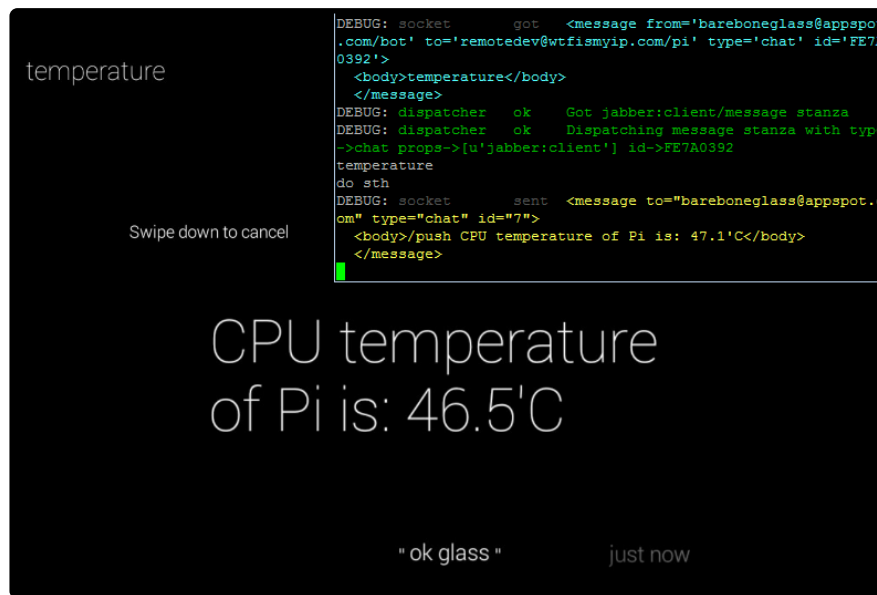 temperature
Swipe down to cancel
DEBUG: socket got <message from='bareboneglass@appspo
.com/bot' to='remotedev@wtfismyip.com/pi' type='chat' id='FE7A
0392'>
<body>temperature</body>
</message>
DEBUG: dispatcher ok Got jabber:client/message stanza
DEBUG: dispatcher ok Dispatching message stanza with typ
->chat props->[u'jabber:client'] id->FE7A0392
temperature
do sth
DEBUG: socket sent <message to="bareboneglass@appspot.
om" type="chat" id="7">
<body>/push CPU temperature of Pi is: 47.1'C</body>
</message>
CPU temperature
of Pi is: 46.5'C
" ok glass "
just now